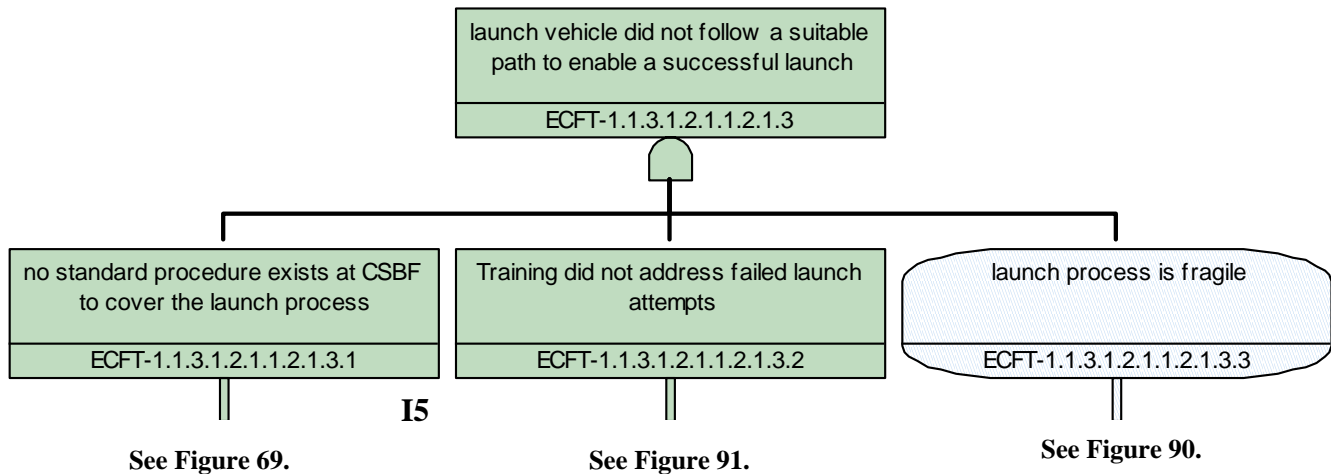 launch vehicle did not follow a suitable
path to enable a successful launch
ECFT-1.1.3.1.2.1.1.2.1.3
no standard procedure exists at CSBF
to cover the launch process
ECFT-1.1.3.1.2.1.1.2.1.3.1
Training did not address failed launch
attempts
ECFT-1.1.3.1.2.1.1.2.1.3.2
launch process is fragile
ECFT-1.1.3.1.2.1.1.2.1.3.3
I5
See Figure 69.
See Figure 91.
See Figure 90.